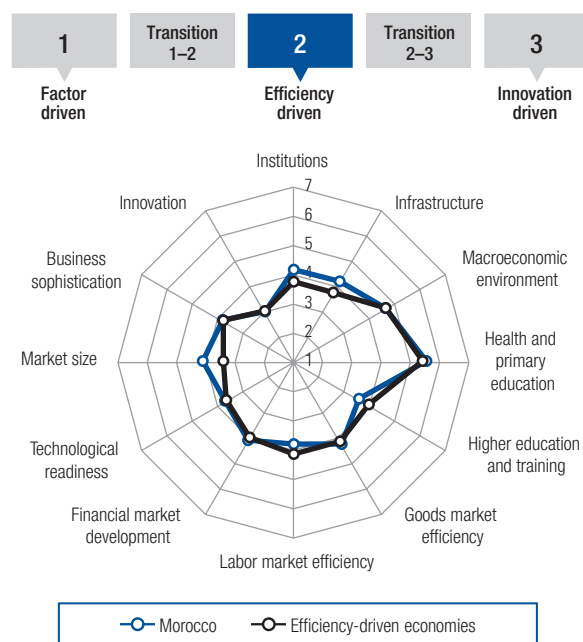 1
Transition
1–2
2
Transition
2–3
3
Factor
driven
Efficiency
driven
Innovation
driven
Institutions
7
Innovation
Infrastructure
6
5
Business
sophistication
Macroeconomic
environment
4
3
2
Market size
1
Health and
primary
education
Technological
readiness
Higher education
and training
Financial market
development
Goods market
efficiency
Labor market efficiency
Morocco
Efficiency-driven economies